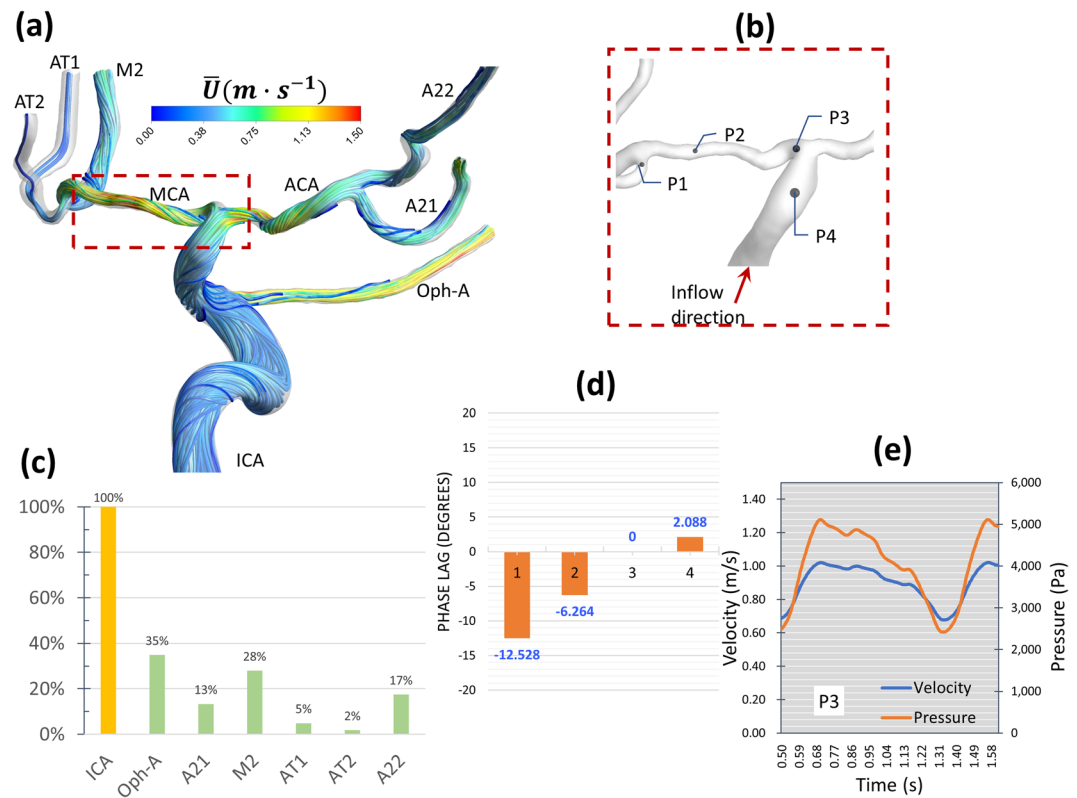 (a)
AT1
M2
AT2
U̅(m · s⁻¹)
0.00 0.38 0.75 1.13 1.50
A22
MCA
ACA
A21
Oph-A
ICA
(b)
P3
P2
P1
P4
Inflow
direction
(c)
100%
80%
60%
40%
20%
0%
100%
35%
13%
28%
5%
2%
17%
ICA
Oph-A
A21
M2
AT1
AT2
A22
(d)
PHASE LAG (DEGREES)
20
15
10
5
0
-5
-10
-15
-20
2.088
0
1 2 3 4
-6.264
-12.528
(e)
Velocity (m/s)
1.40
1.20
1.00
0.80
0.60
0.40
0.20
0.00
6,000
5,000
4,000
3,000
2,000
1,000
0
Pressure (Pa)
P3
Velocity
Pressure
0.50 0.59 0.68 0.77 0.86 0.95 1.04 1.13 1.22 1.31 1.40 1.49 1.58
Time (s)